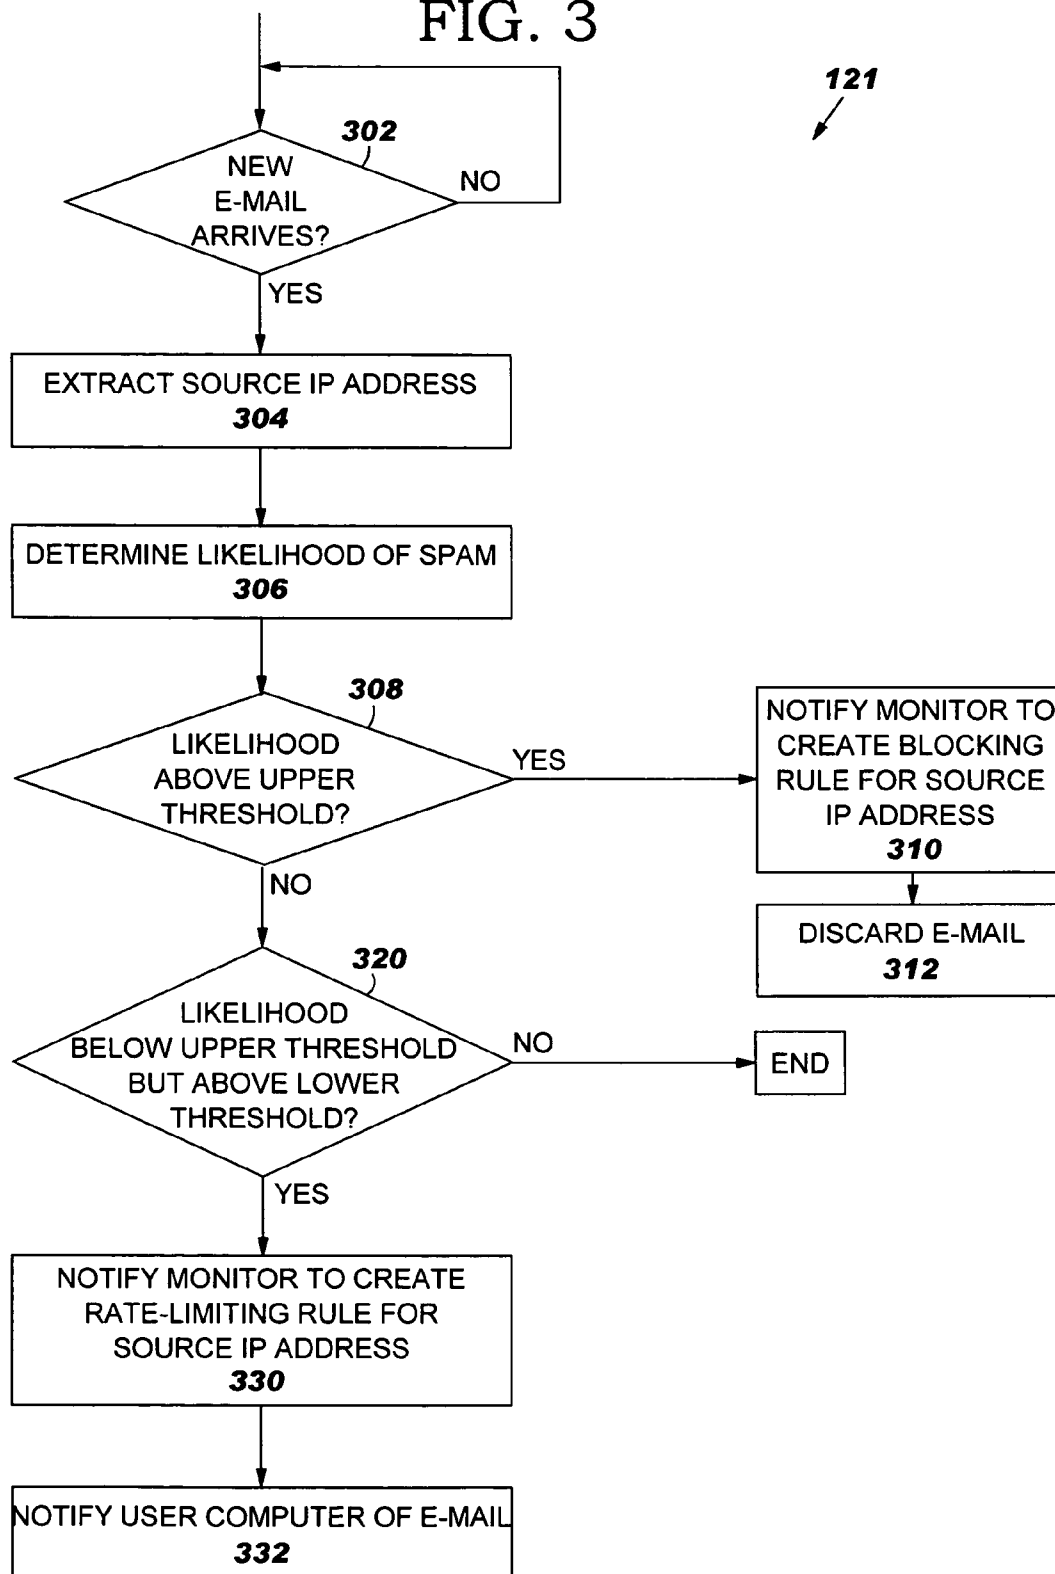 FIG. 3
121
302
NEW
E-MAIL
ARRIVES?
NO
YES
EXTRACT SOURCE IP ADDRESS
304
DETERMINE LIKELIHOOD OF SPAM
306
308
LIKELIHOOD
ABOVE UPPER
THRESHOLD?
YES
NOTIFY MONITOR TO
CREATE BLOCKING
RULE FOR SOURCE
IP ADDRESS
310
NO
DISCARD E-MAIL
312
320
LIKELIHOOD
BELOW UPPER THRESHOLD
BUT ABOVE LOWER
THRESHOLD?
NO
END
YES
NOTIFY MONITOR TO CREATE
RATE-LIMITING RULE FOR
SOURCE IP ADDRESS
330
NOTIFY USER COMPUTER OF E-MAIL
332